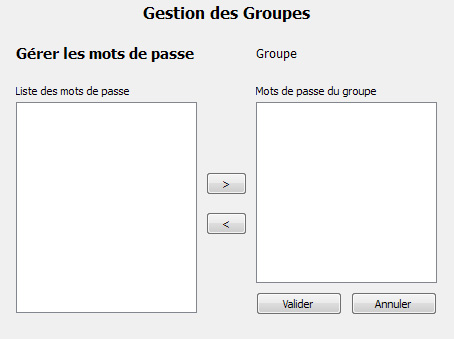 Gestion des Groupes
Gérer les mots de passe
Groupe
Liste des mots de passe
Mots de passe du groupe
>
<
Valider
Annuler